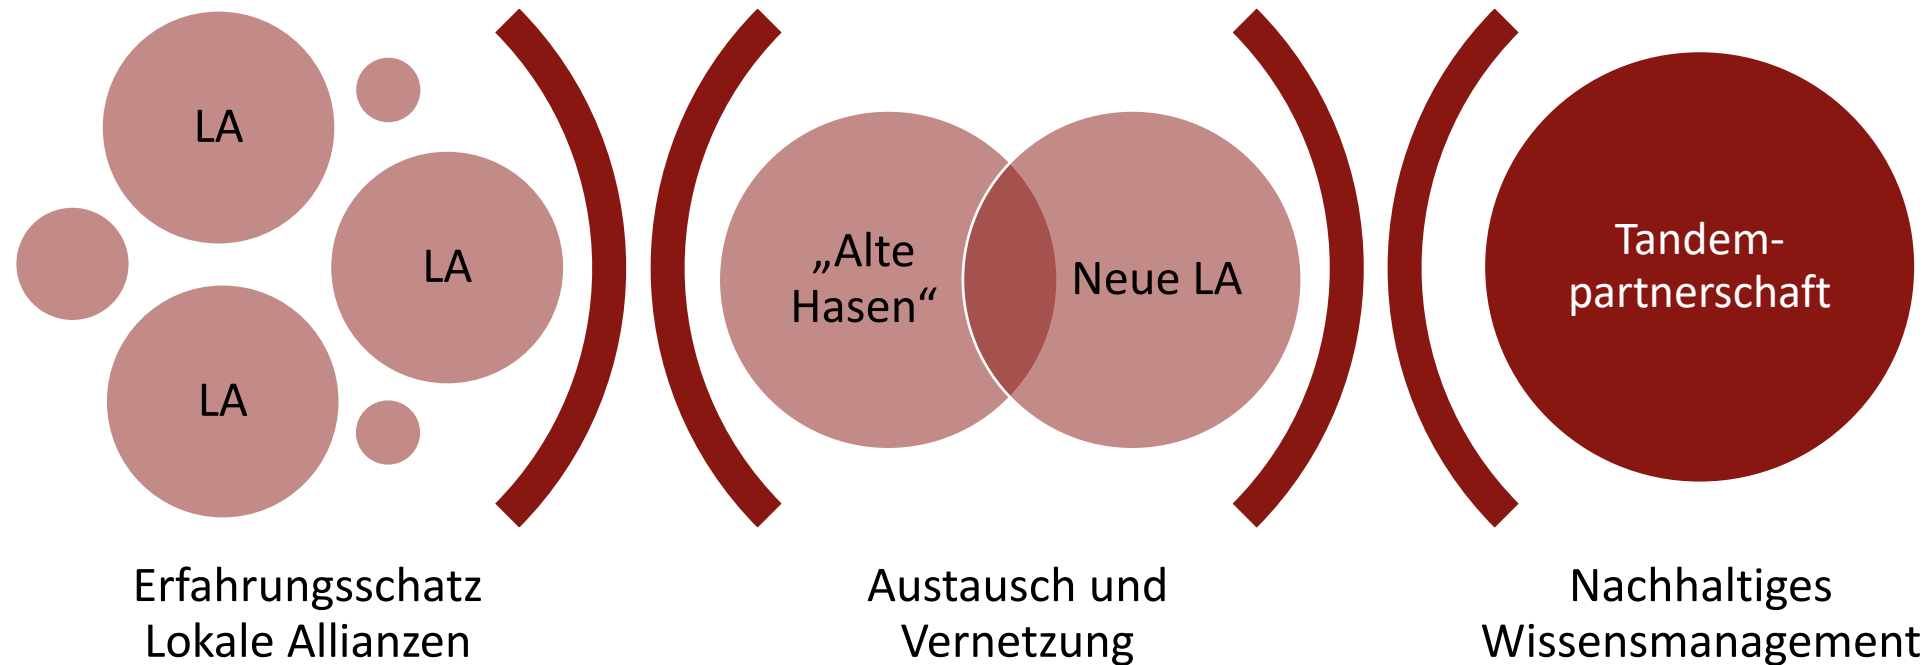 LA
LA
LA
Erfahrungsschatz
Lokale Allianzen
„Alte
Hasen“
Neue LA
Austausch und
Vernetzung
Tandem-
partnerschaft
Nachhaltiges
Wissensmanagement